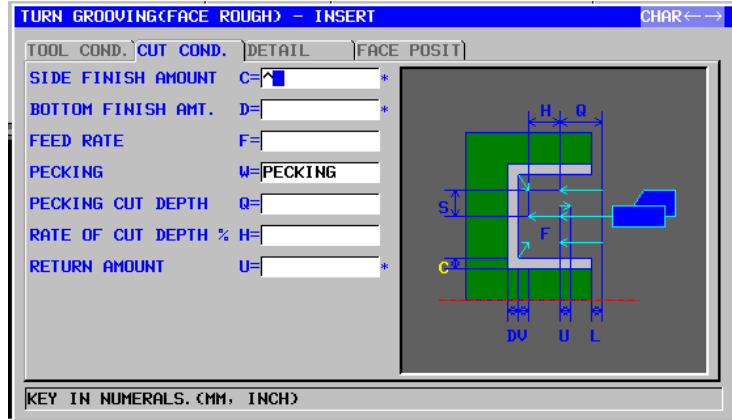 TURN GROOVING(FACE ROUGH) - INSERT CHAR←→
TOOL COND. CUT COND. DETAIL FACE POSIT
SIDE FINISH AMOUNT C=^ *
BOTTOM FINISH AMT. D= *
FEED RATE F=
PECKING W=PECKING
PECKING CUT DEPTH Q=
RATE OF CUT DEPTH % H=
RETURN AMOUNT U= *
H Q
S
F
C
DV U L
KEY IN NUMERALS.(MM, INCH)